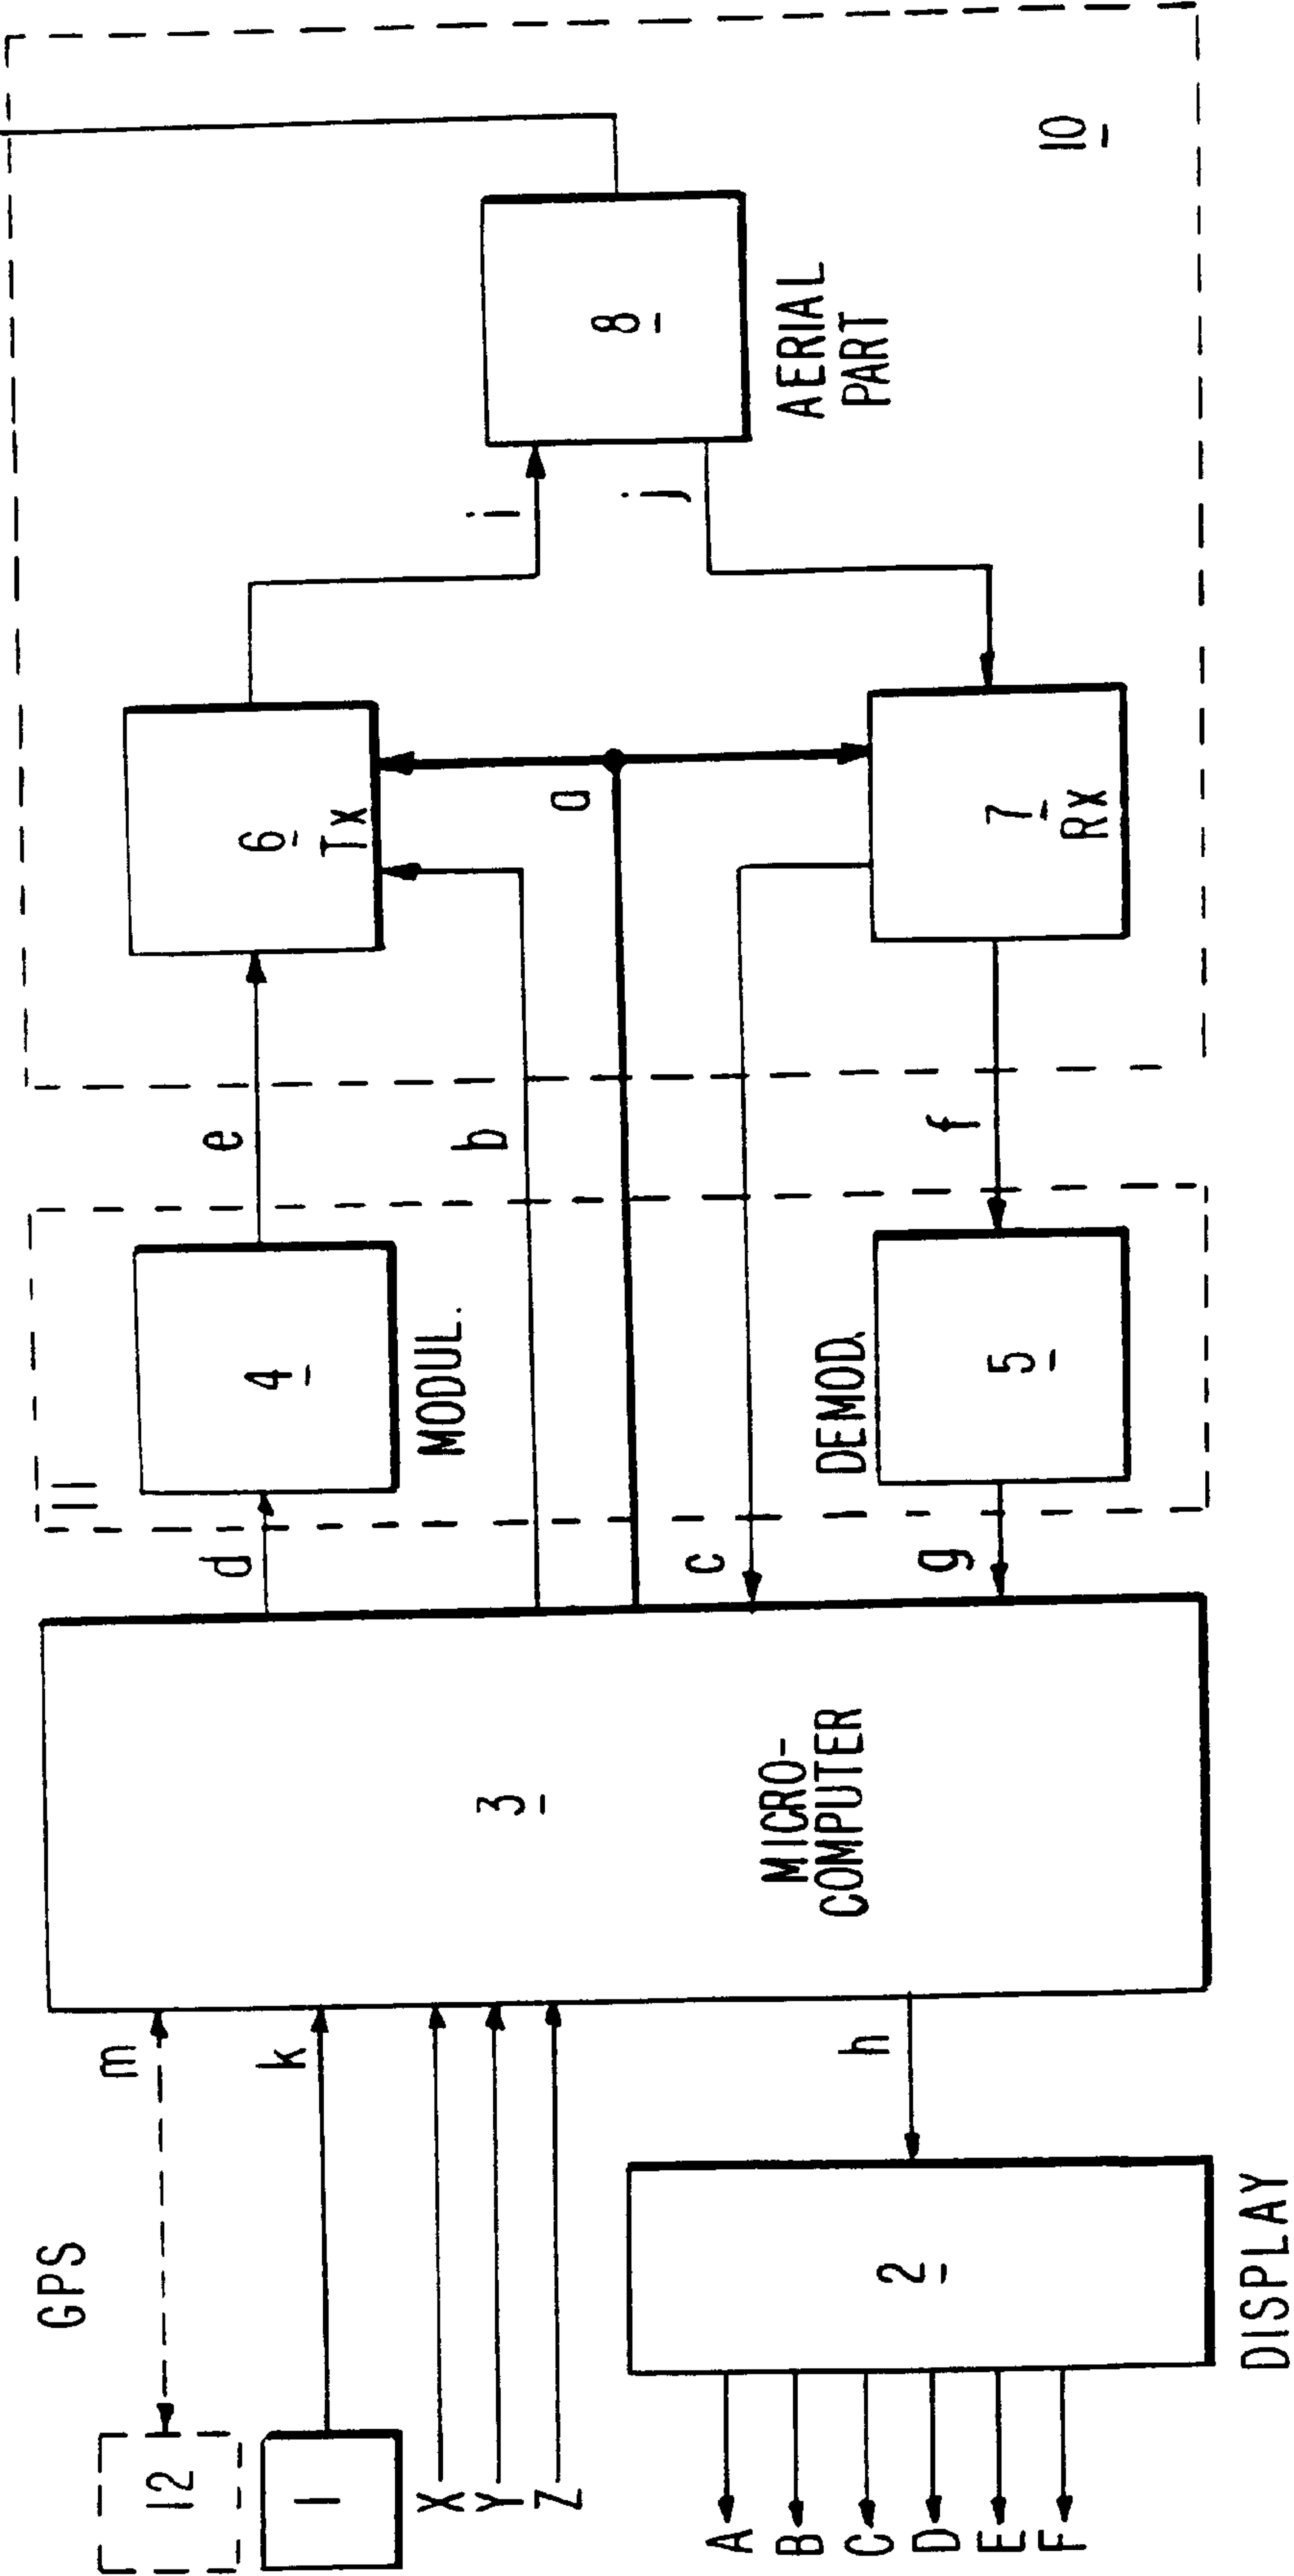 GPS
12
m
1
k
X
Y
Z
3
MICRO-
COMPUTER
h
2
DISPLAY
A
B
C
D
E
F
11
d
4
MODUL.
e
b
a
c
g
DEMOD.
5
f
6
Tx
7
Rx
i
j
8
AERIAL
PART
10